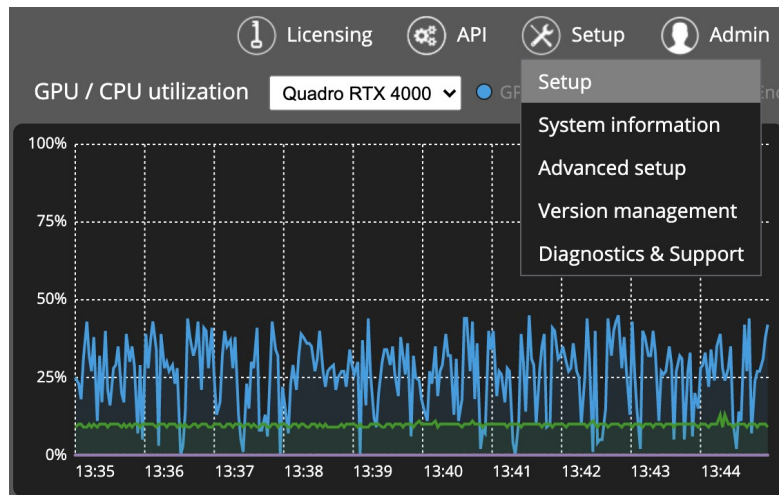 Licensing API Setup Admin
GPU / CPU utilization Quadro RTX 4000
Setup
System information
Advanced setup
Version management
Diagnostics & Support
100%
75%
50%
25%
0%
13:35 13:36 13:37 13:38 13:39 13:40 13:41 13:42 13:43 13:44